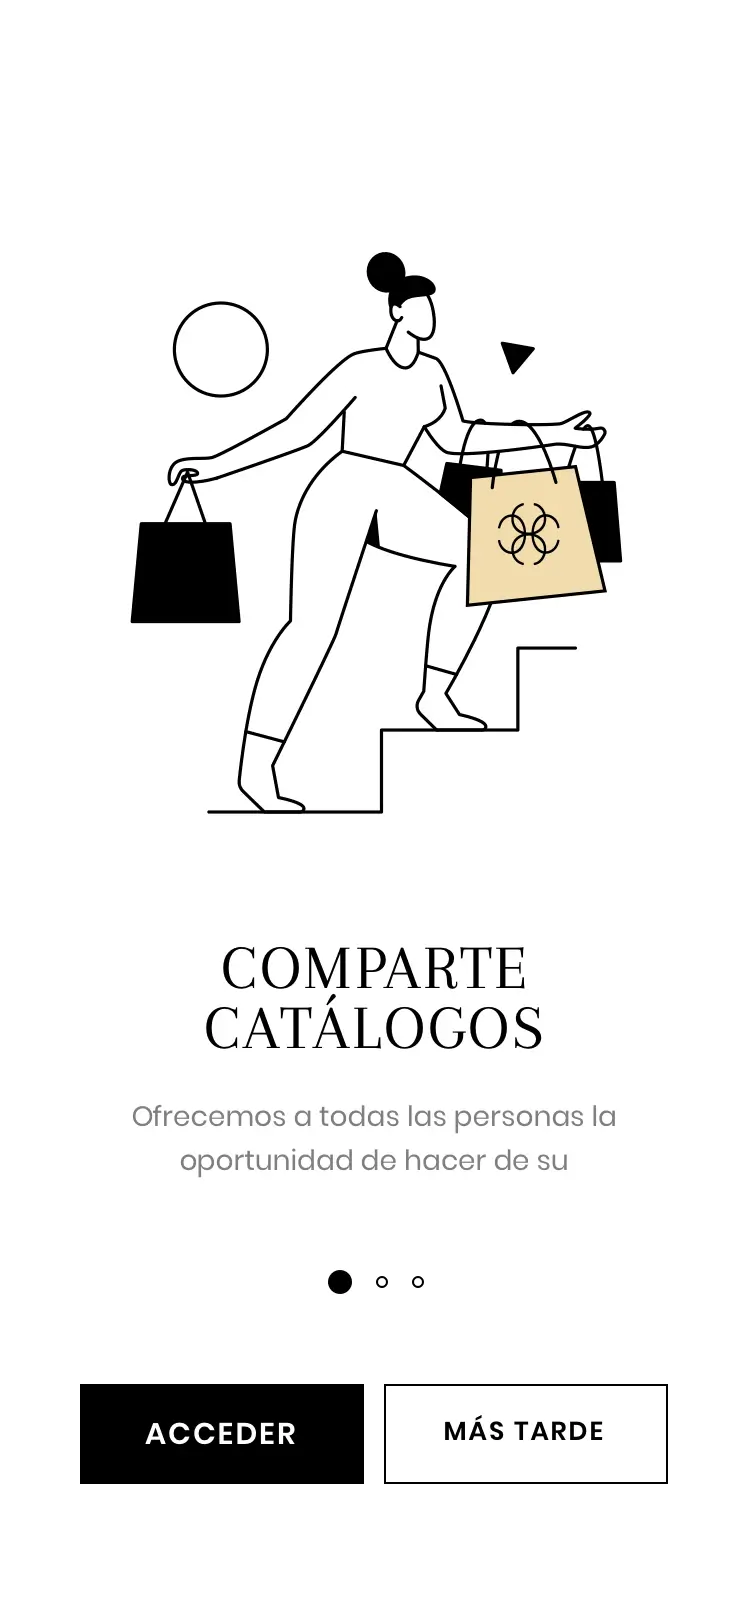 COMPARTE
CATÁLOGOS
Ofrecemos a todas las personas la
oportunidad de hacer de su
ACCEDER
MÁS TARDE